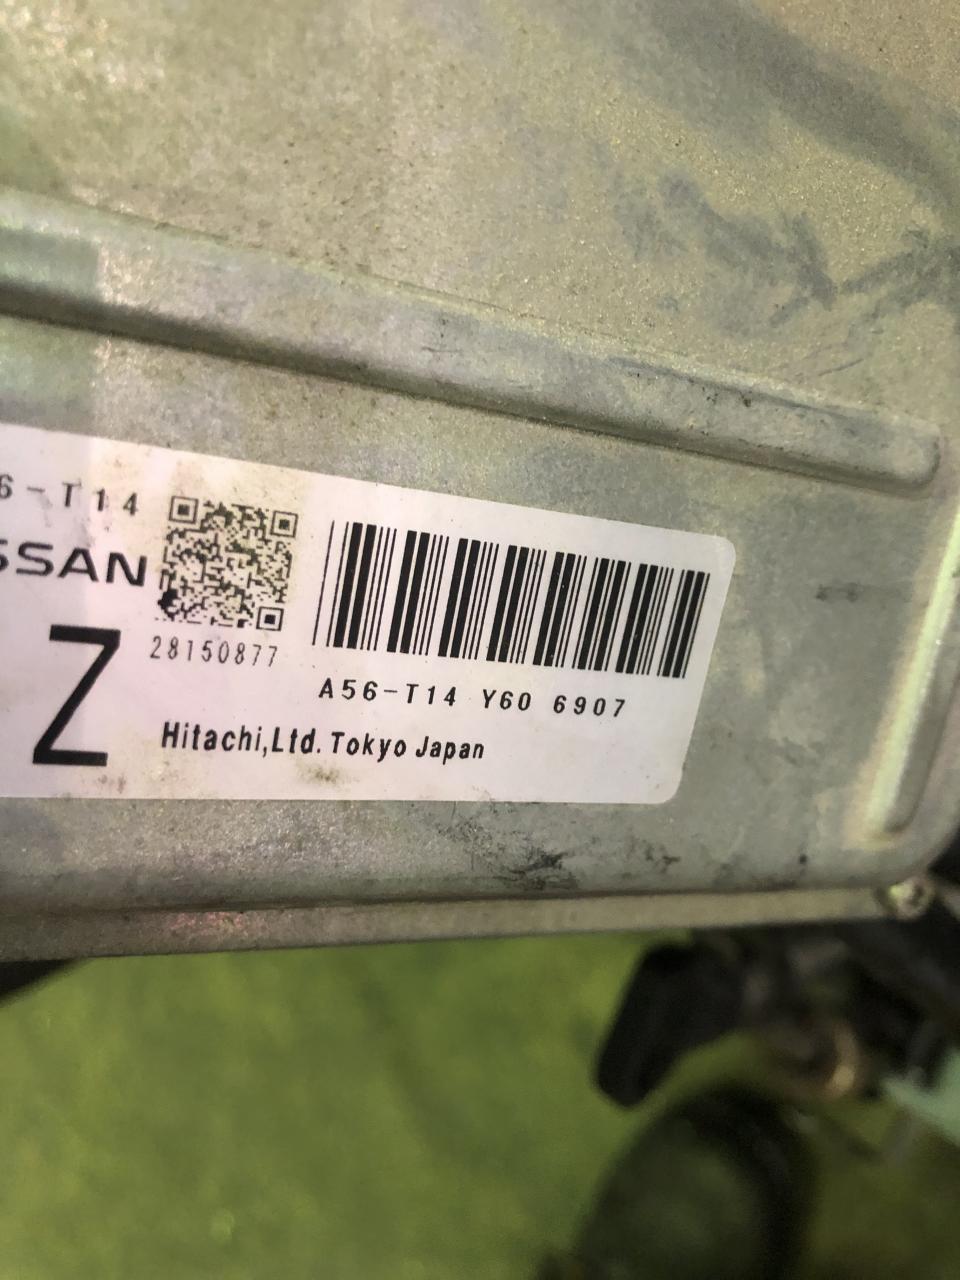 6-T14
SSAN
Z
28150877
A56-T14 Y60 6907
Hitachi,Ltd. Tokyo Japan